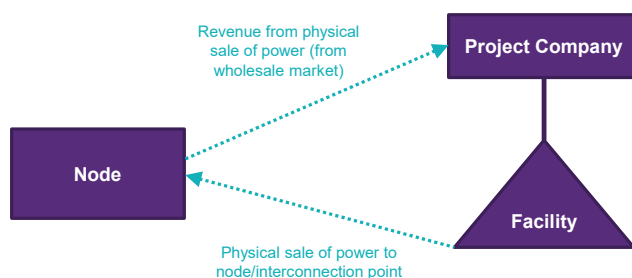 Revenue from physical
sale of power (from
wholesale market)
Project Company
Node
Facility
Physical sale of power to
node/interconnection point